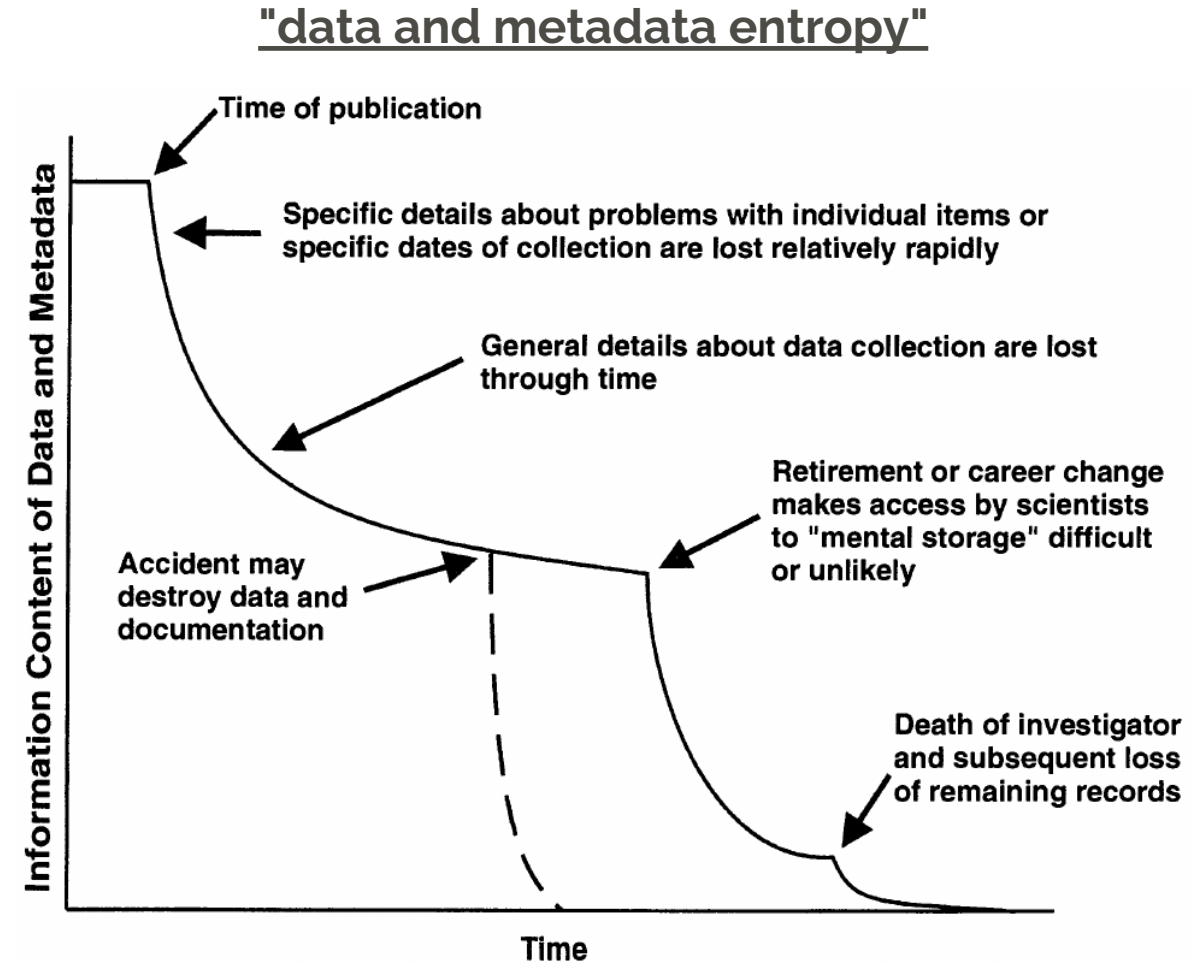 "data and metadata entropy"
Time of publication
Specific details about problems with individual items or
specific dates of collection are lost relatively rapidly
General details about data collection are lost
through time
Retirement or career change
makes access by scientists
to "mental storage" difficult
or unlikely
Accident may
destroy data and
documentation
Death of investigator
and subsequent loss
of remaining records
Information Content of Data and Metadata
Time